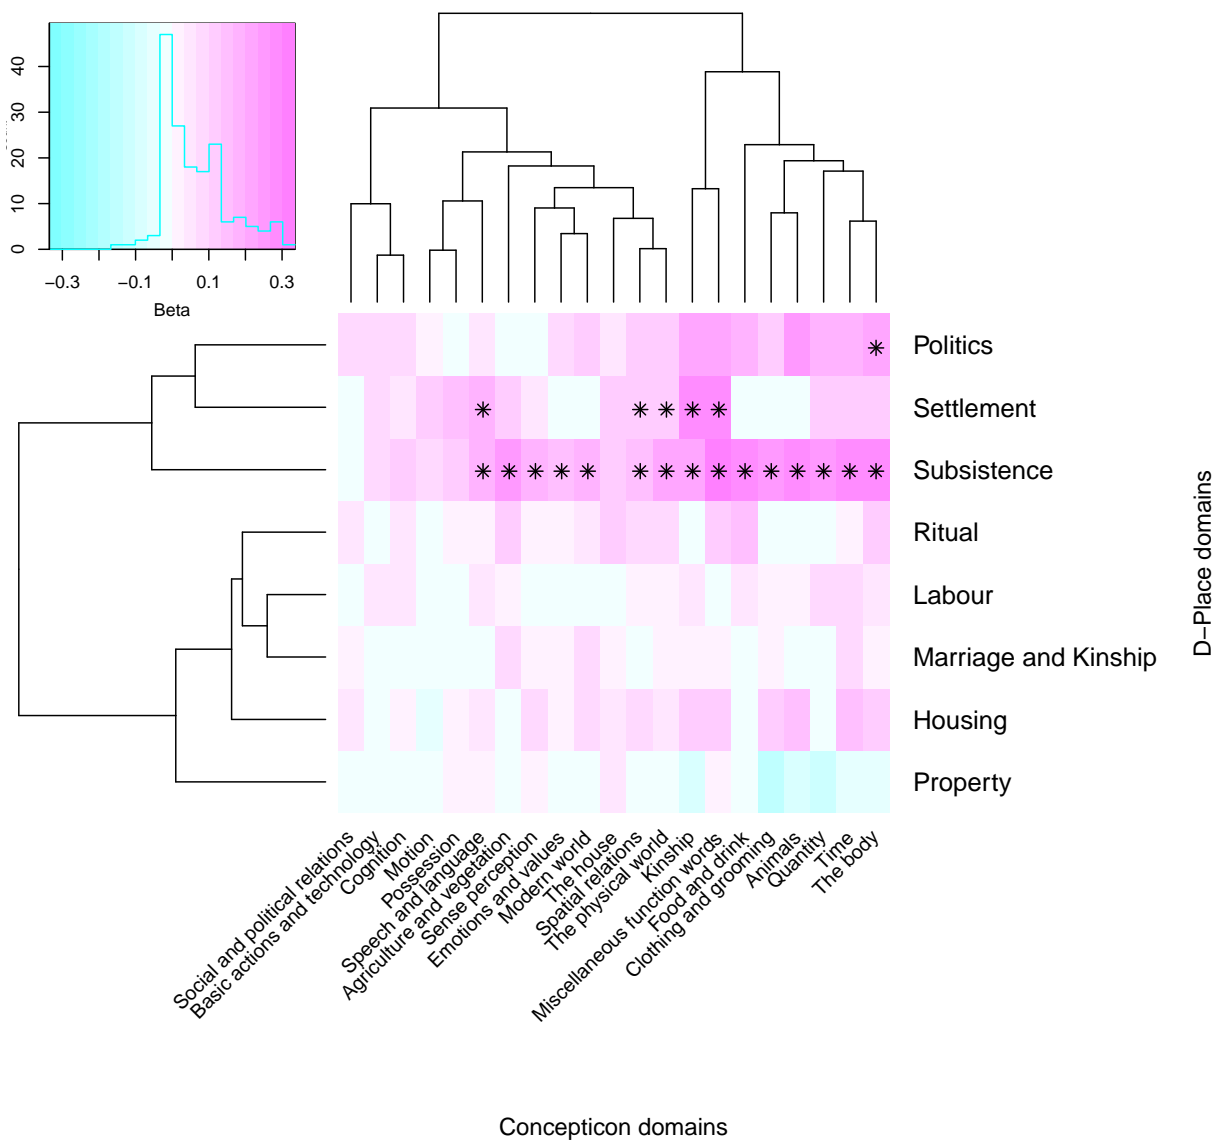 40
30
20
10
0
−0.3 −0.1 0.1 0.3
Beta
Politics
Settlement
Subsistence
Ritual
Labour
Marriage and Kinship
Housing
Property
D−Place domains
Social and political relations
Basic actions and technology
Cognition
Motion
Possession
Speech and language
Agriculture and vegetation
Sense perception
Emotions and values
Modern world
The house
Spatial relations
The physical world
Kinship
Miscellaneous function words
Food and drink
Clothing and grooming
Animals
Quantity
Time
The body
Concepticon domains